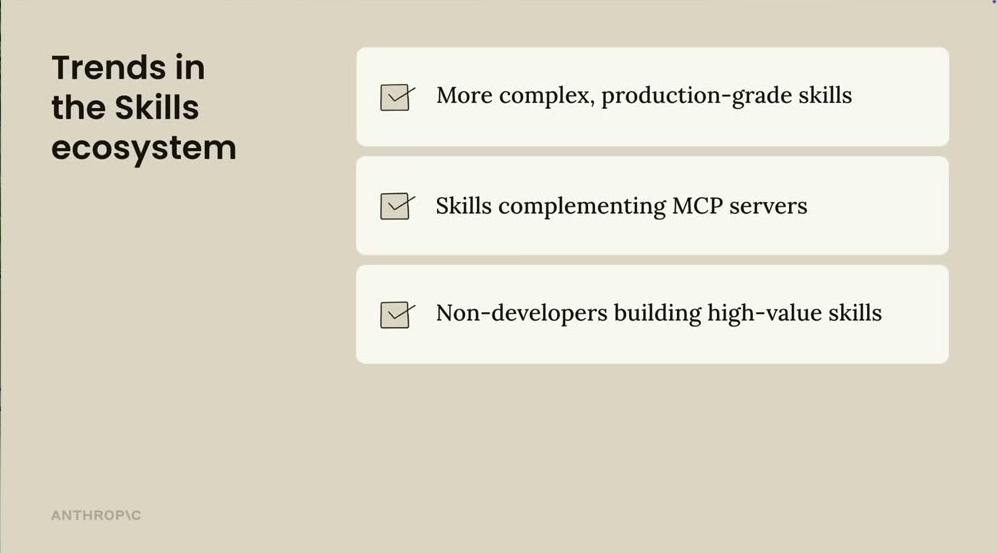 Trends in
the Skills
ecosystem
More complex, production-grade skills
Skills complementing MCP servers
Non-developers building high-value skills
ANTHROP\C